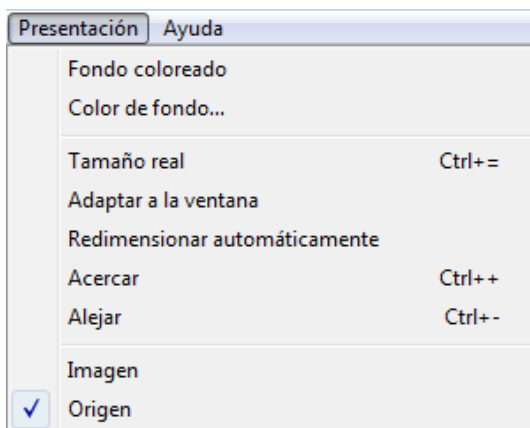 Presentación Ayuda
Fondo coloreado
Color de fondo...
Tamaño real Ctrl+=
Adaptar a la ventana
Redimensionar automáticamente
Acercar Ctrl++
Alejar Ctrl+-
Imagen
Origen